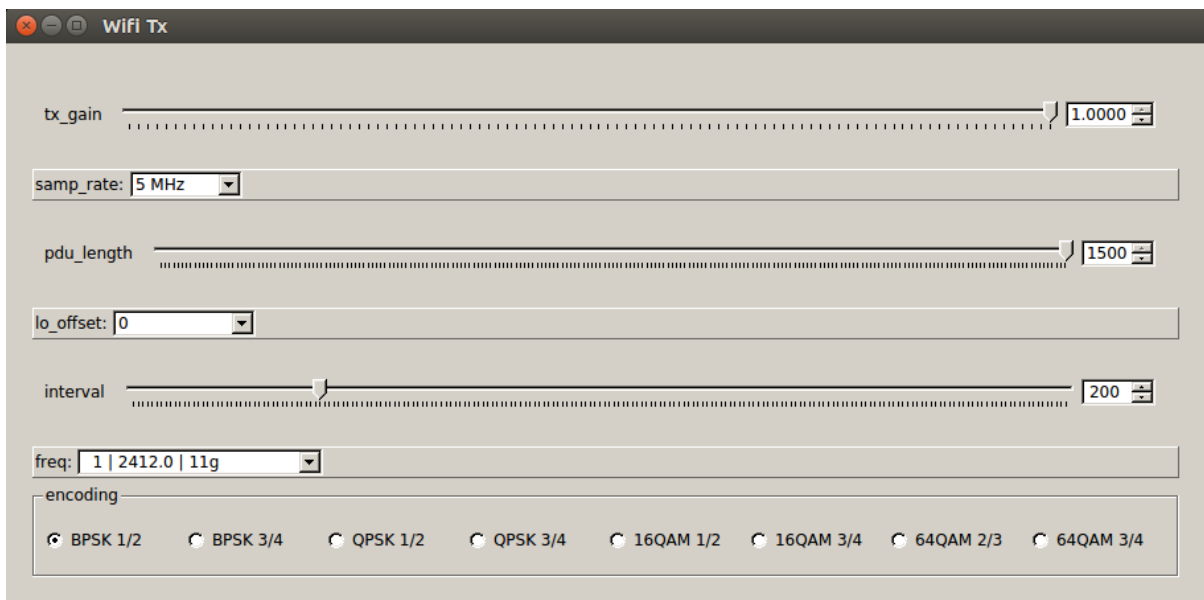 Wifi Tx
tx_gain 1.0000
samp_rate: 5 MHz
pdu_length 1500
lo_offset: 0
interval 200
freq: 1 | 2412.0 | 11g
encoding
BPSK 1/2 BPSK 3/4 QPSK 1/2 QPSK 3/4 16QAM 1/2 16QAM 3/4 64QAM 2/3 64QAM 3/4